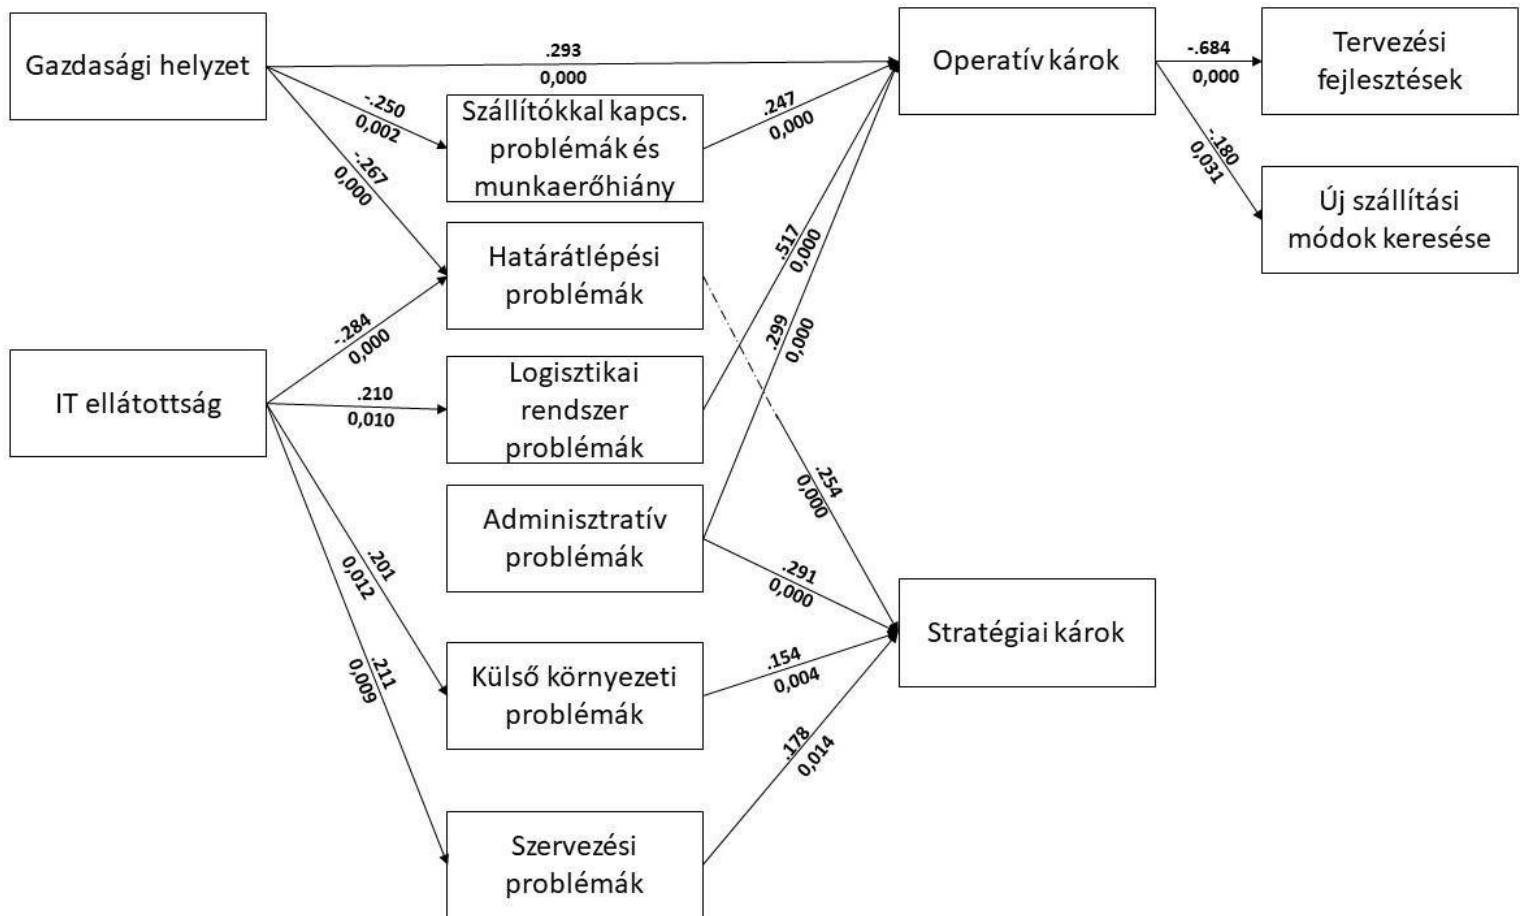 Gazdasági helyzet
.293
0,000
Operatív károk
-.684
0,000
Tervezési
fejlesztések
-.250
0,002
Szállítókkal kapcs.
problémák és
munkaerőhiány
.247
0,000
-.267
0,000
-.180
0,031
Új szállítási
módok keresése
Határátlépési
problémák
.517
0,000
-.284
0,000
.299
0,000
IT ellátottság
.210
0,010
Logisztikai
rendszer
problémák
.254
0,000
Adminisztratív
problémák
.291
0,000
.201
0,012
Stratégiai károk
.211
0,009
Külső környezeti
problémák
.154
0,004
.178
0,014
Szervezési
problémák